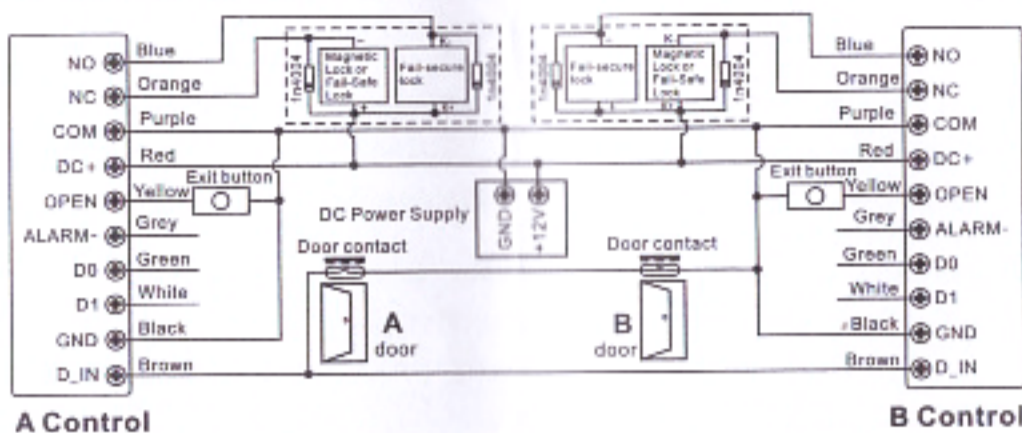 NO
NC
COM
DC+
OPEN
ALARM-
D0
D1
GND
D_IN
Blue
Orange
Purple
Red
Yellow
Grey
Green
White
Black
Brown
Exit button
A Control
1n4004
Magnetic
Lock or
Fail-Safe
Lock
Fail-secure
lock
K-
K+
1n4004
1n4004
Fail-secure
lock
K-
Magnetic
Lock or
Fail-Safe
Lock
K+
1n4004
DC Power Supply
GND
+12V
Door contact
A
door
Door contact
B
door
Blue
Orange
Purple
Red
Exit button
Yellow
Grey
Green
White
Black
Brown
NO
NC
COM
DC+
OPEN
ALARM-
D0
D1
GND
D_IN
B Control